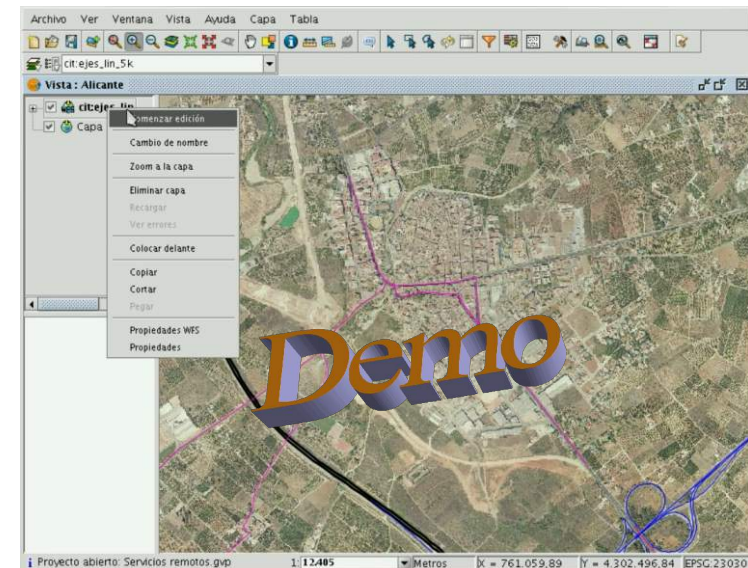 Archivo Ver Ventana Vista Ayuda Capa Tabla
cit:ejes_lin_5k
Vista : Alicante
cit:ejes_lin
Capa
Comenzar edición
Cambio de nombre
Zoom a la capa
Eliminar capa
Recargar
Ver errores
Colocar delante
Copiar
Cortar
Pegar
Propiedades WFS
Propiedades
Demo
Proyecto abierto: Servicios remotos.gvp 1: 12.405 Metros X = 761.059,89 Y = 4.302.496,84 EPSG:23030